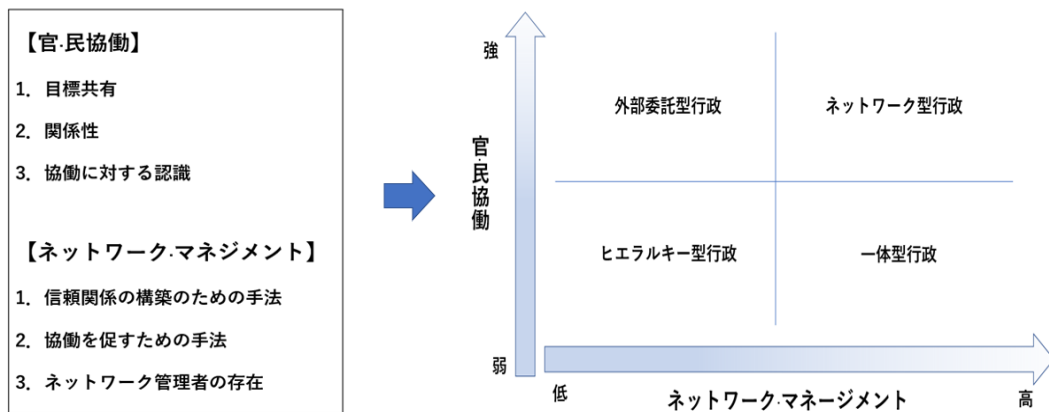 【官·民協働】
1. 目標共有
2. 関係性
3. 協働に対する認識
【ネットワーク·マネジメント】
1. 信頼関係の構築のための手法
2. 協働を促すための手法
3. ネットワーク管理者の存在
強
官·民協働
弱
外部委託型行政
ネットワーク型行政
ヒエラルキー型行政
一体型行政
低
ネットワーク·マネージメント
高